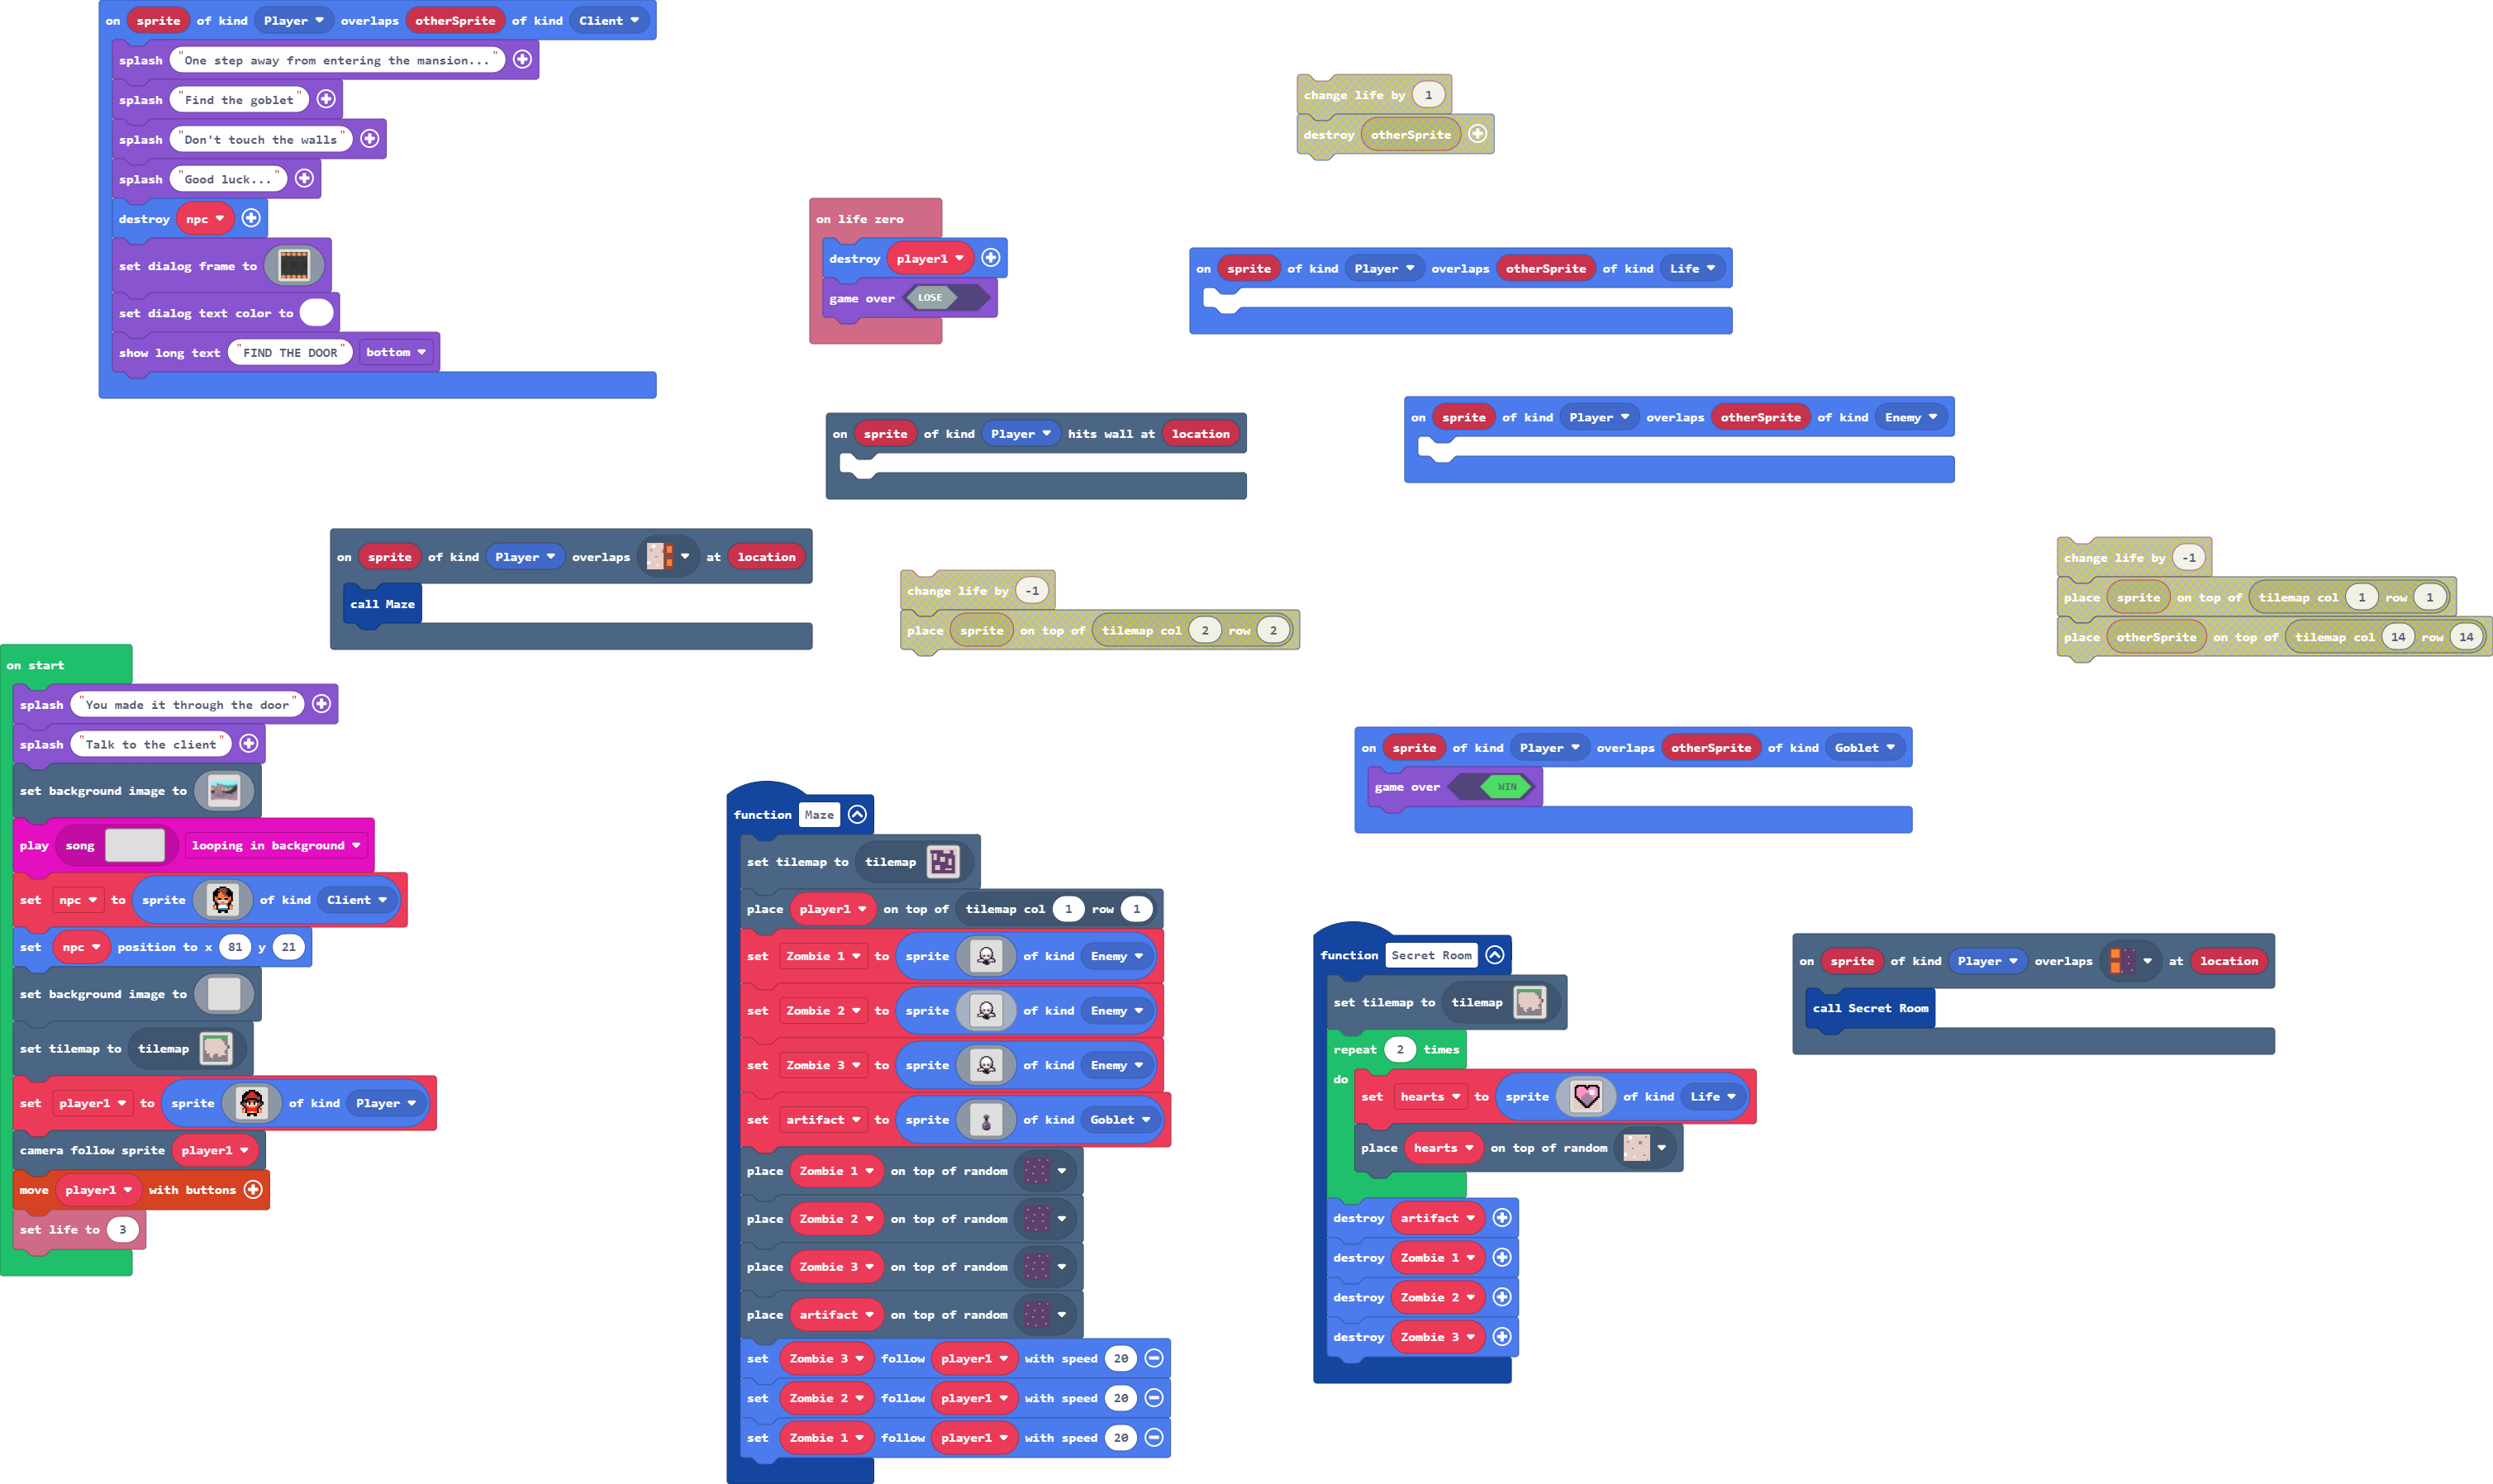 on sprite of kind Player overlaps otherSprite of kind Client
splash "One step away from entering the mansion..."
splash "Find the goblet"
splash "Don't touch the walls"
splash "Good luck..."
destroy npc
set dialog frame to
set dialog text color to
show long text "FIND THE DOOR" bottom
change life by 1
destroy otherSprite
on life zero
destroy player1
game over LOSE
on sprite of kind Player overlaps otherSprite of kind Life
on sprite of kind Player hits wall at location
on sprite of kind Player overlaps otherSprite of kind Enemy
on sprite of kind Player overlaps at location
call Maze
change life by -1
place sprite on top of tilemap col 2 row 2
change life by -1
place sprite on top of tilemap col 1 row 1
place otherSprite on top of tilemap col 14 row 14
on start
splash "You made it through the door "
splash "Talk to the client"
set background image to
play song looping in background
set npc to sprite of kind Client
set npc position to x 81 y 21
set background image to
set tilemap to tilemap
set player1 to sprite of kind Player
camera follow sprite player1
move player1 with buttons
set life to 3
function Maze
set tilemap to tilemap
place player1 on top of tilemap col 1 row 1
set Zombie 1 to sprite of kind Enemy
set Zombie 2 to sprite of kind Enemy
set Zombie 3 to sprite of kind Enemy
set artifact to sprite of kind Goblet
place Zombie 1 on top of random
place Zombie 2 on top of random
place Zombie 3 on top of random
place artifact on top of random
set Zombie 3 follow player1 with speed 20
set Zombie 2 follow player1 with speed 20
set Zombie 1 follow player1 with speed 20
on sprite of kind Player overlaps otherSprite of kind Goblet
game over WIN
function Secret Room
set tilemap to tilemap
repeat 2 times
do
set hearts to sprite of kind Life
place hearts on top of random
destroy artifact
destroy Zombie 1
destroy Zombie 2
destroy Zombie 3
on sprite of kind Player overlaps at location
call Secret Room